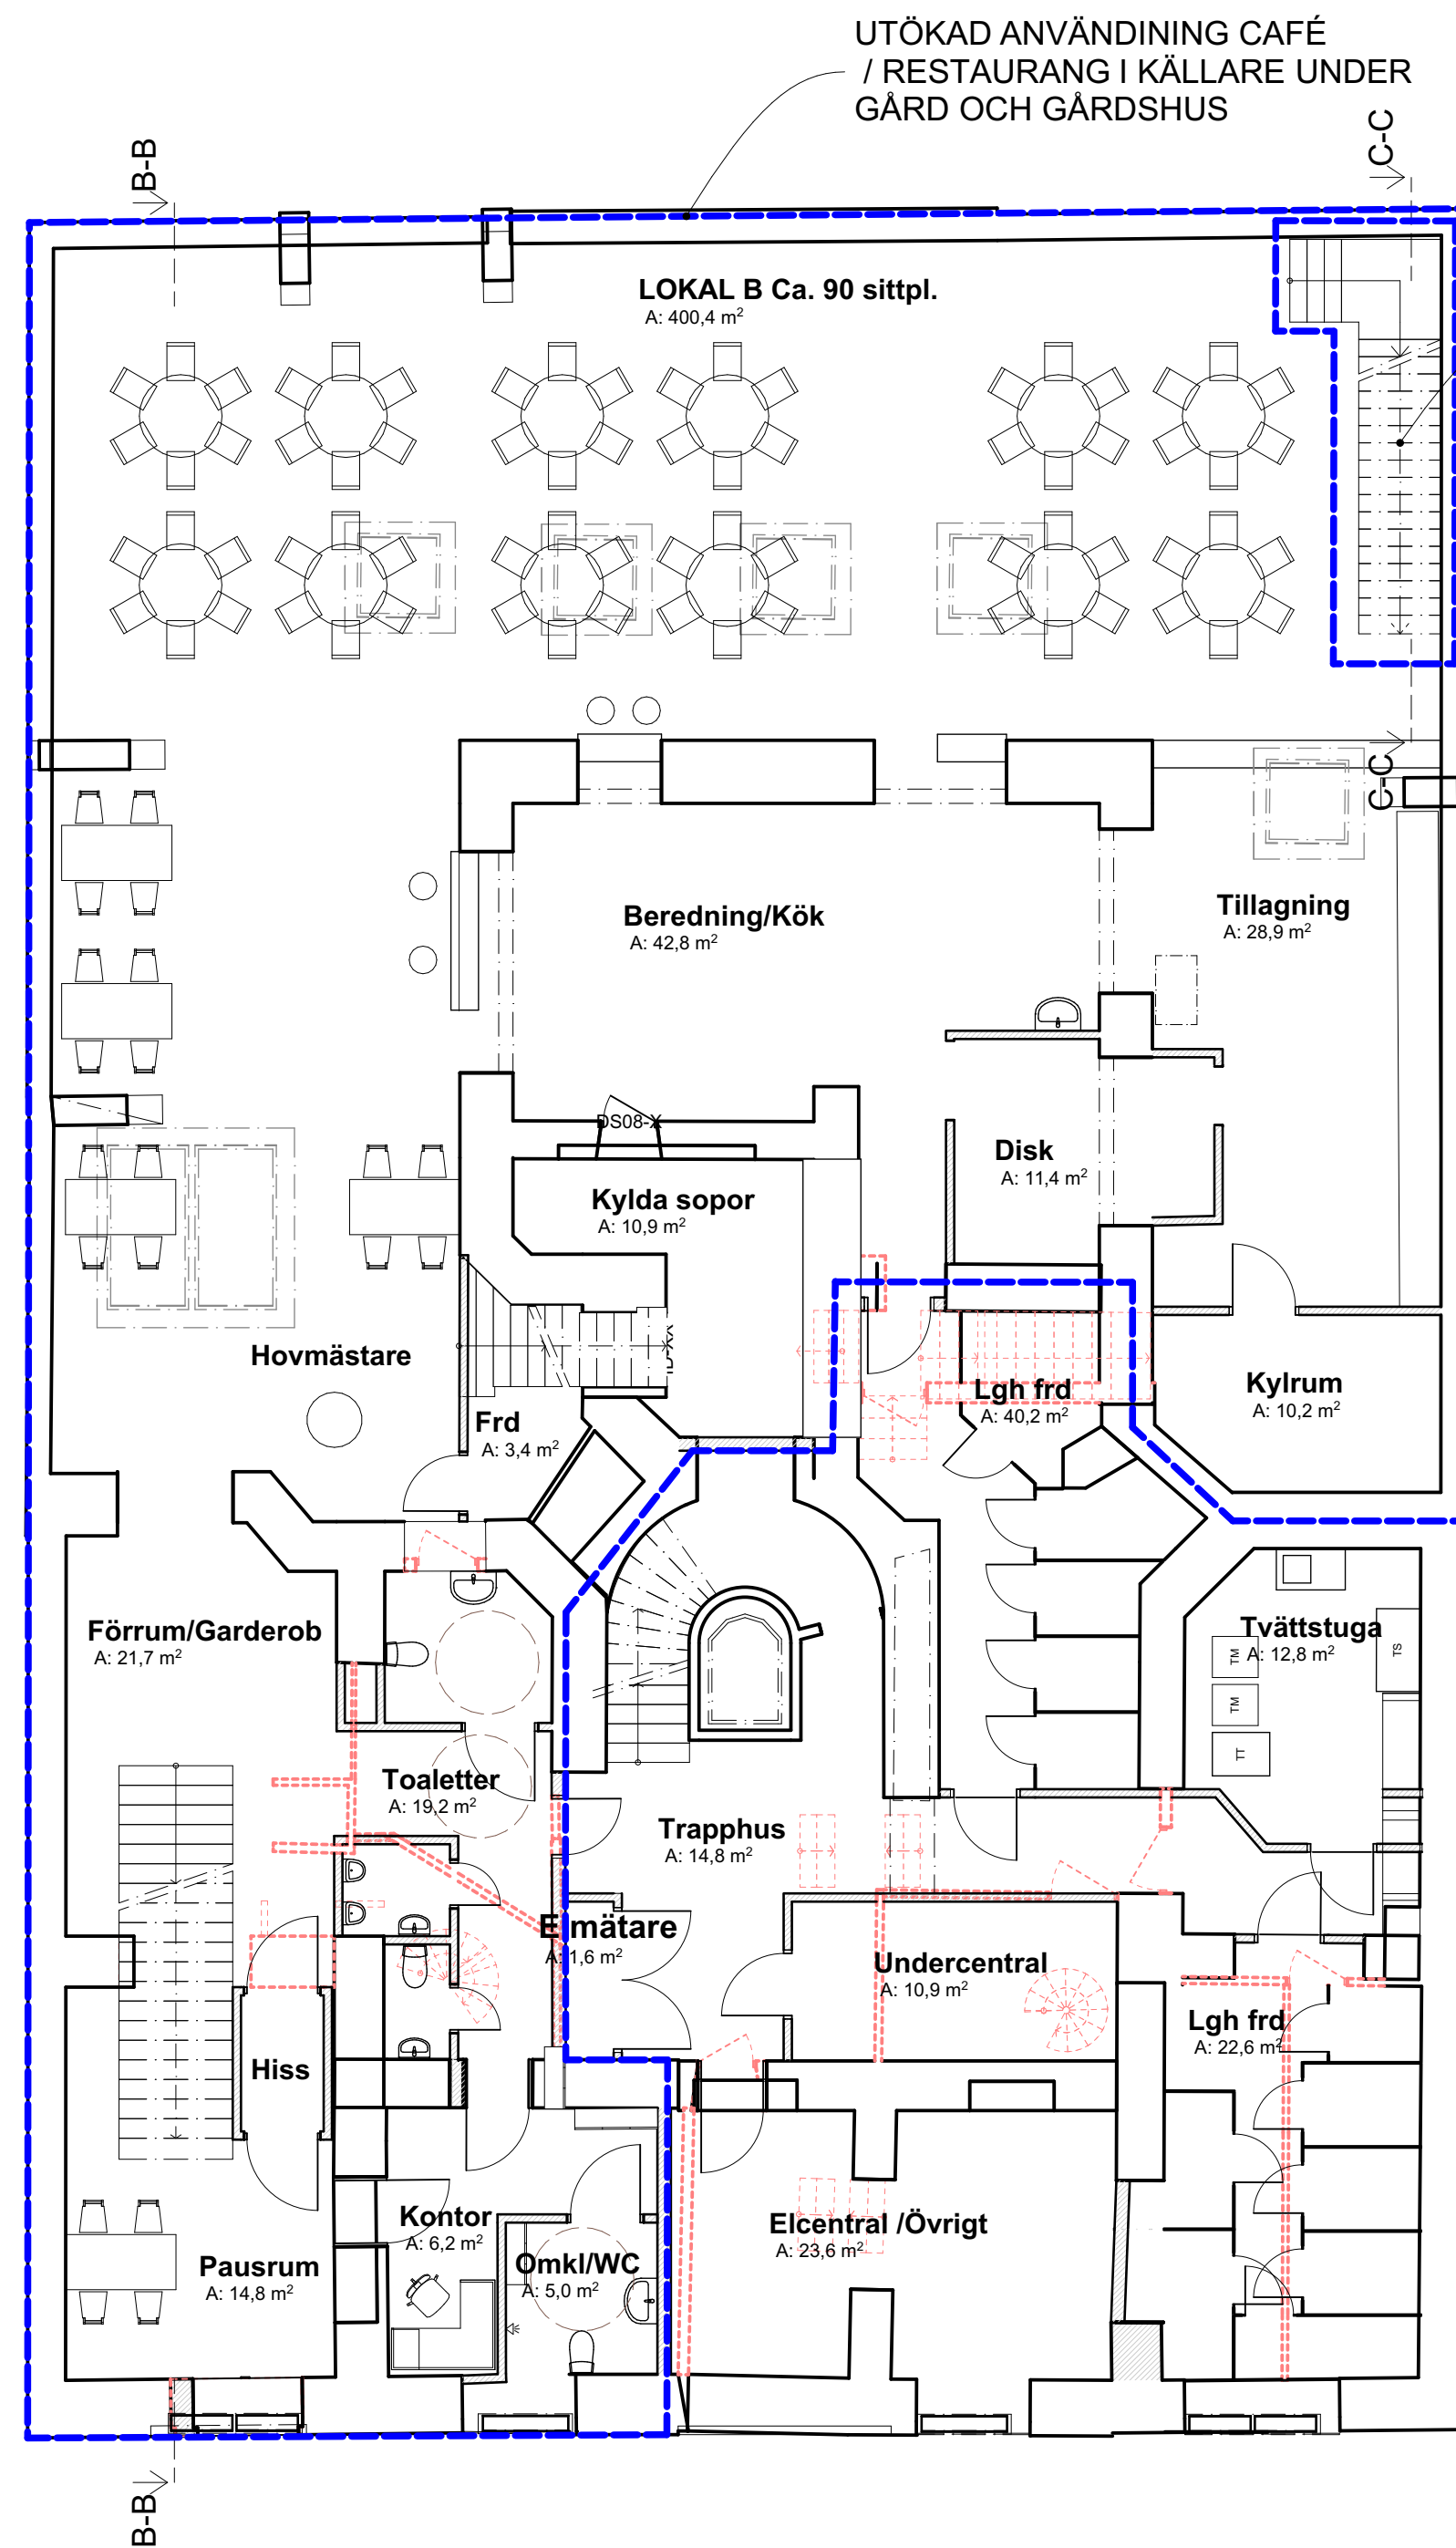 UTÖKAD ANVÄNDINING CAFÉ
/ RESTAURANG I KÄLLARE UNDER
GÅRD OCH GÅRDSHUS
B-B
C-C
LOKAL B Ca. 90 sittpl.
A: 400,4 m²
C-C
Beredning/Kök
A: 42,8 m²
Tillagning
A: 28,9 m²
DS08-X
Disk
A: 11,4 m²
Kylda sopor
A: 10,9 m²
Hovmästare
Lgh frd
A: 40,2 m²
Kylrum
A: 10,2 m²
Frd
A: 3,4 m²
Förrum/Garderob
A: 21,7 m²
Tvättstuga
A: 12,8 m²
TM
TS
TM
TT
Toaletter
A: 19,2 m²
Trapphus
A: 14,8 m²
E mätare
A: 1,6 m²
Undercentral
A: 10,9 m²
Lgh frd
A: 22,6 m²
Hiss
Kontor
A: 6,2 m²
Elcentral /Övrigt
A: 23,6 m²
Pausrum
A: 14,8 m²
Omkl/WC
A: 5,0 m²
B-B